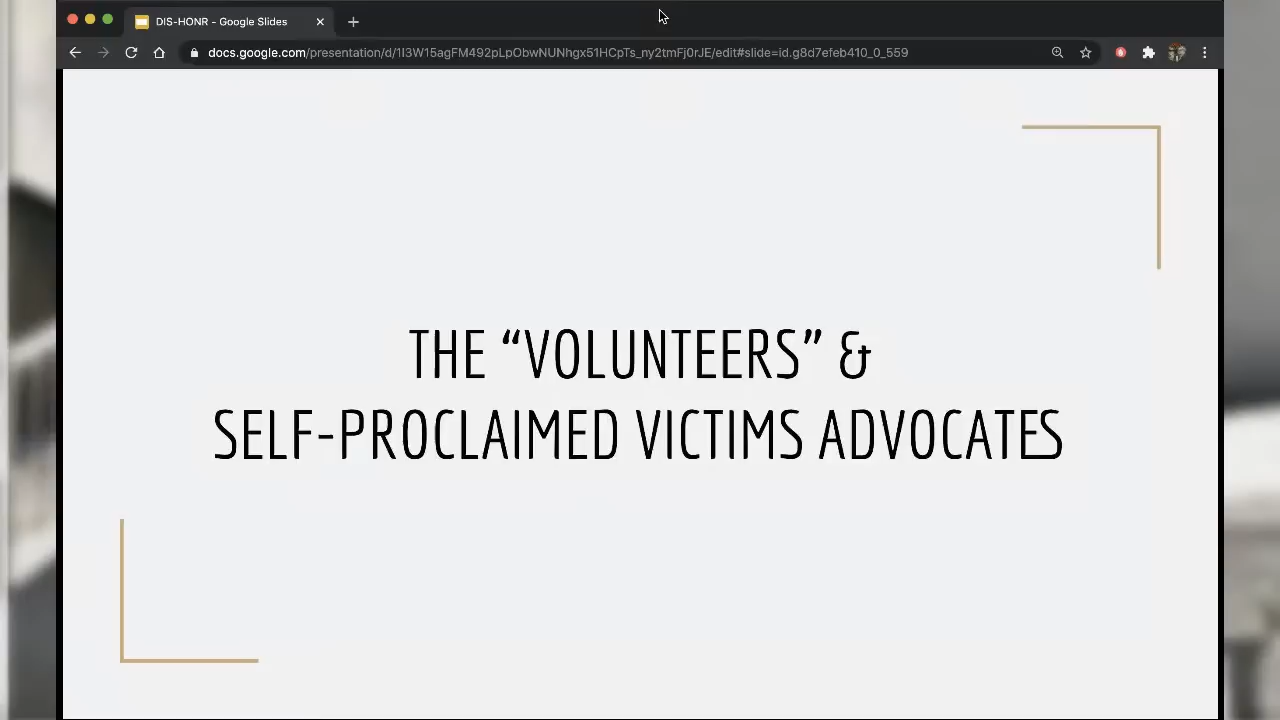 DIS-HONR - Google Slides
docs.google.com/presentation/d/1I3W15agFM492pLpObwNUNhgx51HCpTs_ny2tmFj0rJE/edit#slide=id.g8d7efeb410_0_559
THE “VOLUNTEERS” &
SELF-PROCLAIMED VICTIMS ADVOCATES